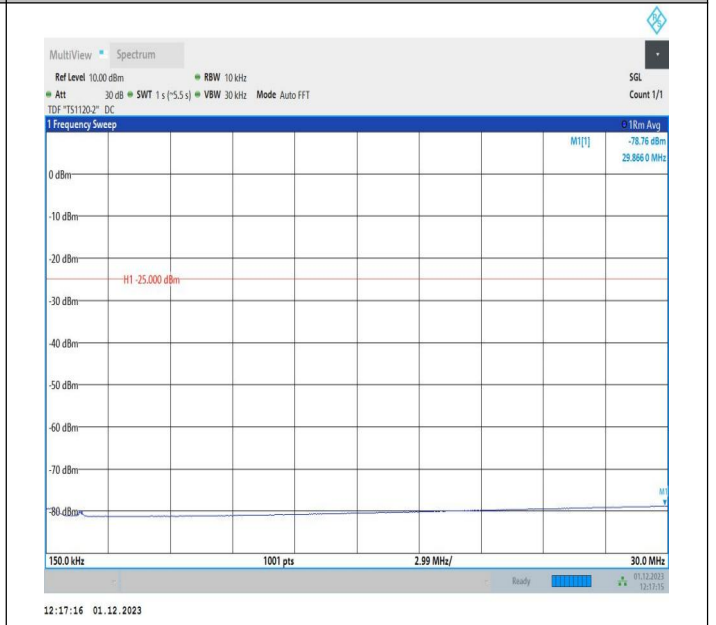 MultiView Spectrum
Ref Level 10.00 dBm RBW 10 kHz SGL
Att 30 dB SWT 1 s (~5.5 s) VBW 30 kHz Mode Auto FFT Count 1/1
TDF "TS1120-2" DC
1 Frequency Sweep 1Rm Avg
M1[1] -78.76 dBm
29.866 0 MHz
0 dBm
-10 dBm
-20 dBm
H1 -25.000 dBm
-30 dBm
-40 dBm
-50 dBm
-60 dBm
-70 dBm
M1
-80 dBm
150.0 kHz 1001 pts 2.99 MHz/ 30.0 MHz
Ready 01.12.2023
12:17:15
12:17:16 01.12.2023